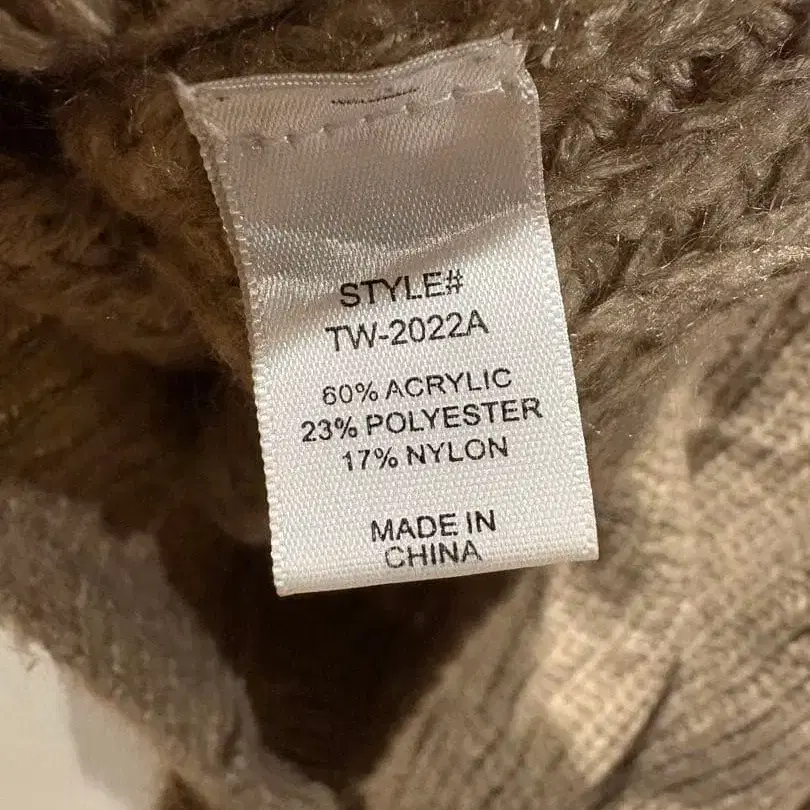 STYLE#
TW-2022A
60% ACRYLIC
23% POLYESTER
17% NYLON
MADE IN
CHINA